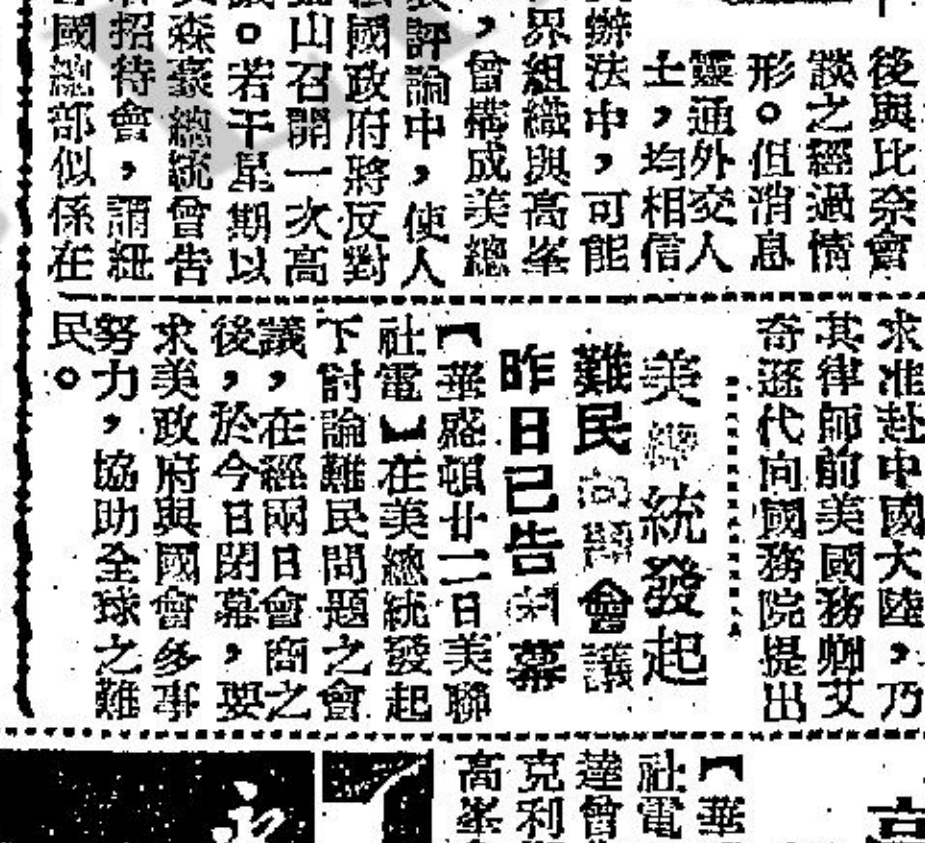 後與比奈會
談之經過情
形。但消息
靈通外交人
士,均相信
辦法中,可能
界組織與高峯
,曾構成美總
評論中,使人
國政府將反對
山召開一次高
。若干星期以
森豪總統曾告
招待會,謂紐
國總部似係在
求准赴中國大陸,乃
其律師前美國務卿艾
奇遜代向國務院提出
美總統發起
難民問題會議
昨日已告閉幕
【華盛頓廿二日美聯
社電】在美總統發起
下討論難民問題之會
議,在經兩日會商之
後,於今日閉幕,要
求美政府與國會多事
努力,協助全球之難
民。
【華
社電
達曾
克利
高峯
永